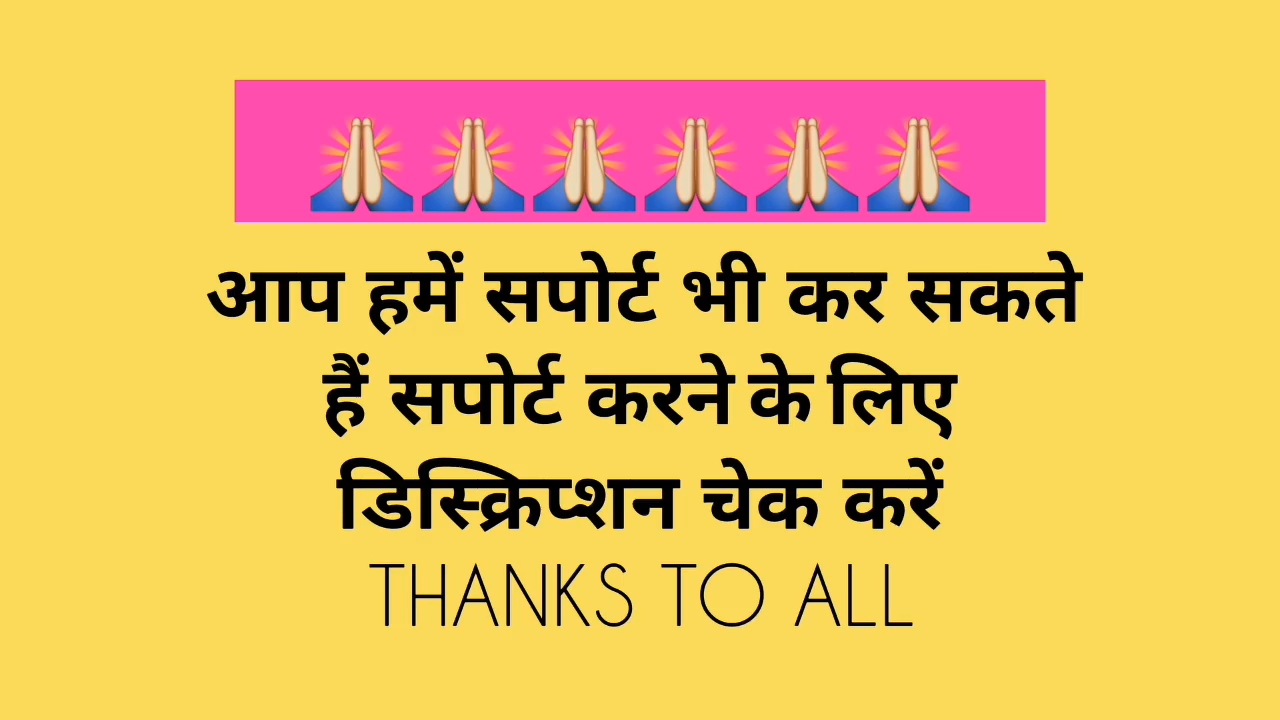 🙏🙏🙏🙏🙏🙏
आप हमें सपोर्ट भी कर सकते
हैं सपोर्ट करने के लिए
डिस्क्रिप्शन चेक करें
THANKS TO ALL